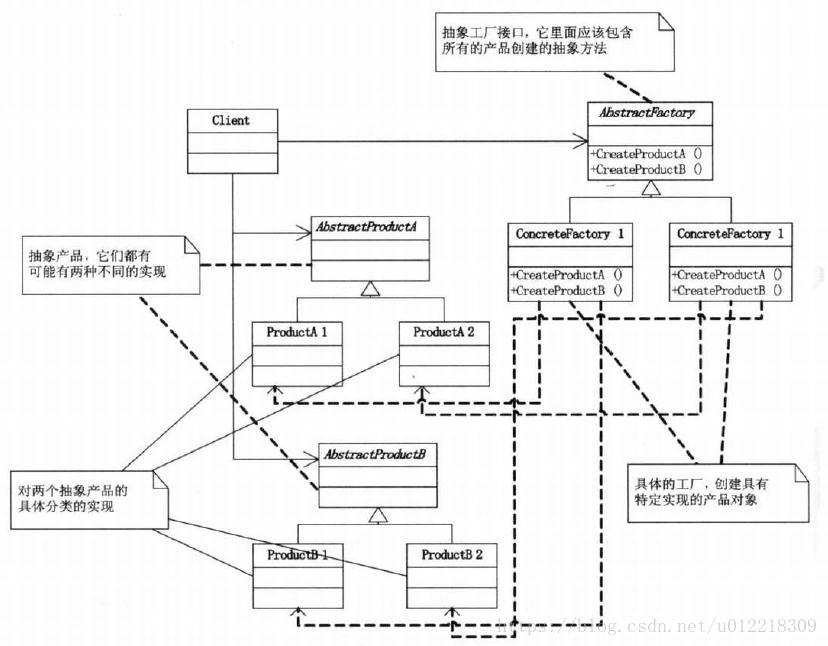 抽象工厂接口，它里面应该包含
所有的产品创建的抽象方法
Client
AbstractFactory
+CreateProductA ()
+CreateProductB ()
AbstractProductA
ConcreteFactory 1
+CreateProductA ()
+CreateProductB ()
ConcreteFactory 1
+CreateProductA ()
+CreateProductB ()
抽象产品，它们都有
可能有两种不同的实现
ProductA 1
ProductA 2
AbstractProductB
对两个抽象产品的
具体分类的实现
具体的工厂，创建具有
特定实现的产品对象
ProductB 1
ProductB 2
https://blog.csdn.net/u012218309